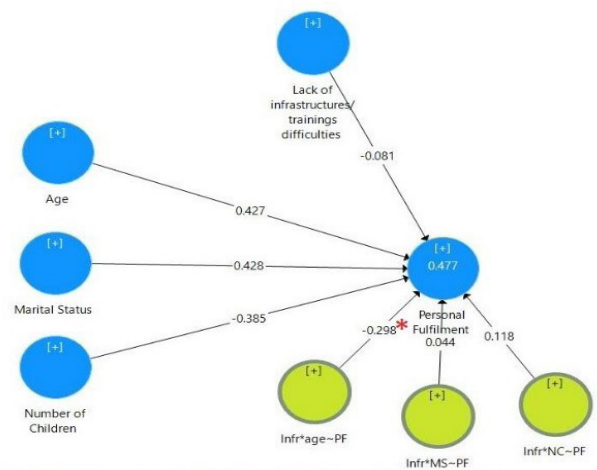 [+]
Lack of
infrastructures/
trainings
difficulties
-0.081
[+]
Age
0.427
[+]
Marital Status
0.428
[+]
0.477
Personal
Fulfillment
-0.385
[+]
Number of
Children
-0.298*
0.044
0.118
[+]
Infr*age~PF
[+]
Infr*MS~PF
[+]
Infr*NC~PF